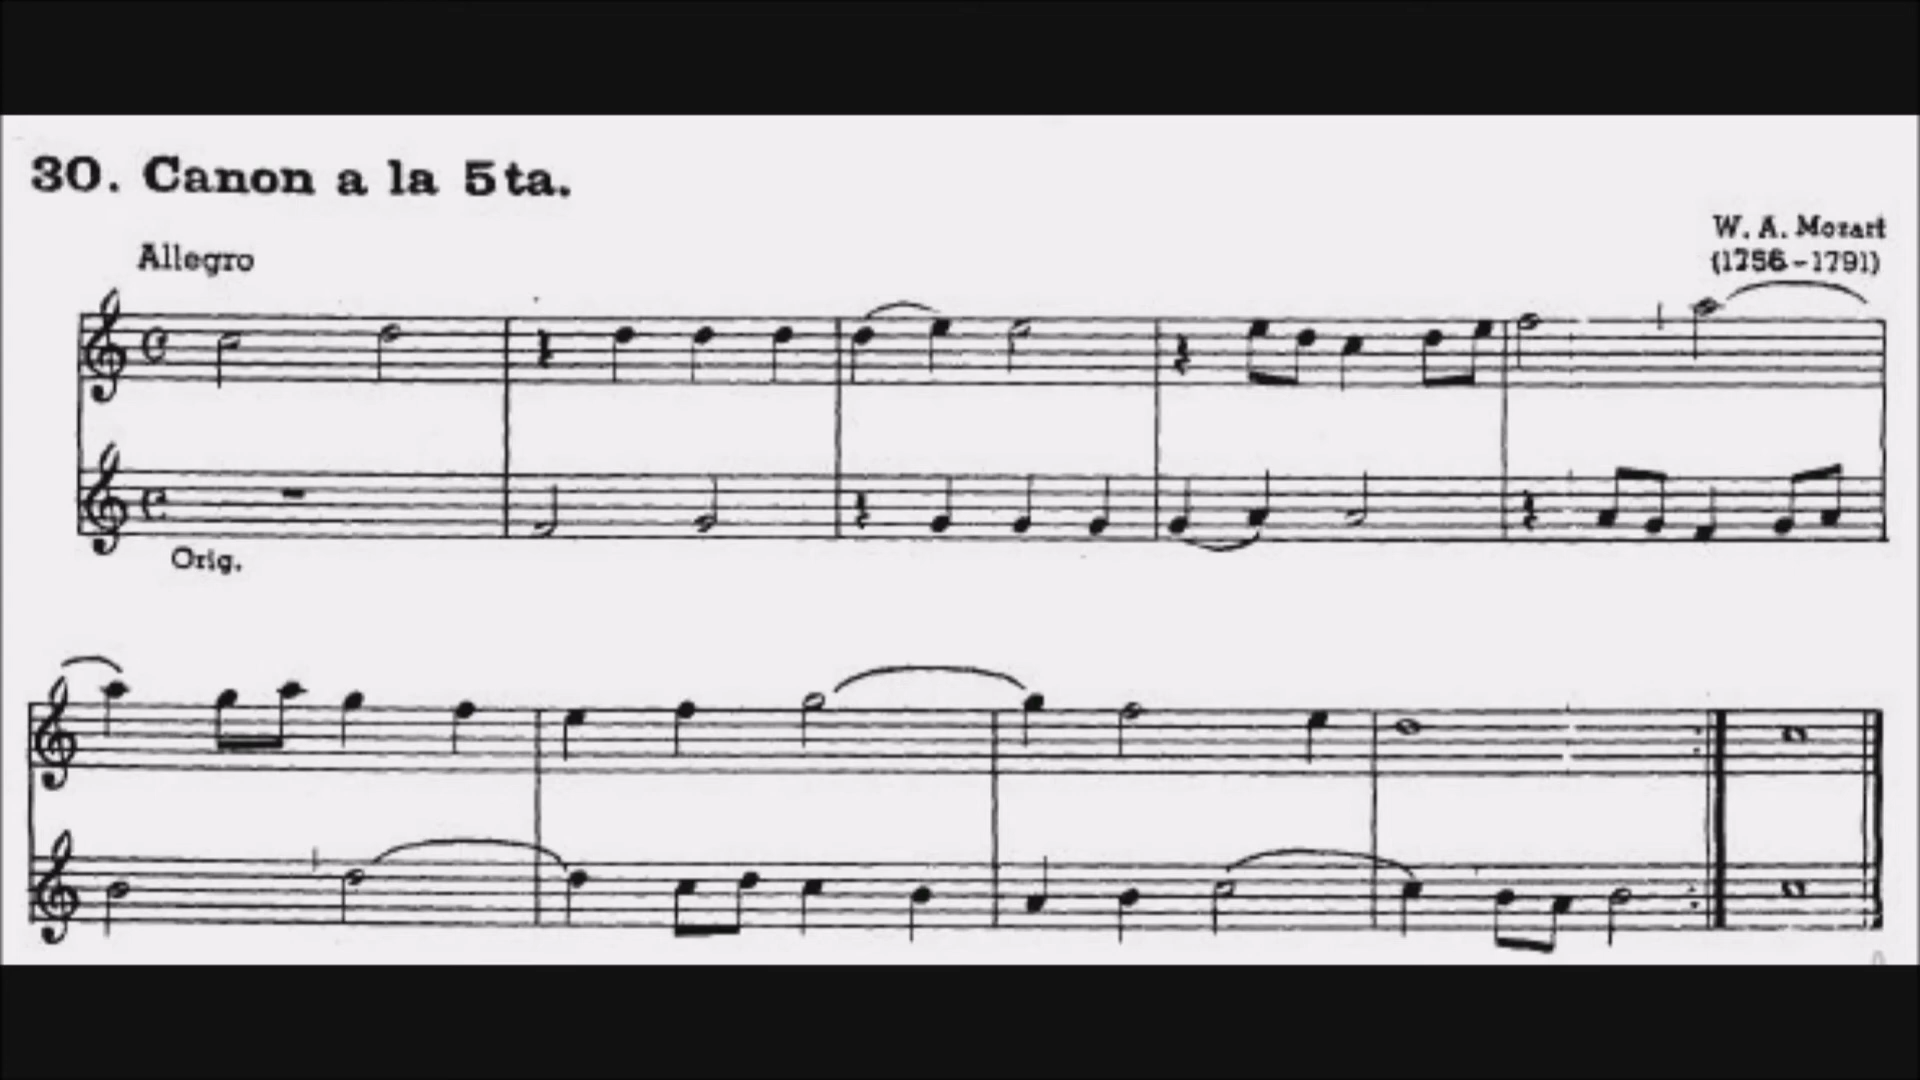 30. Canon a la 5ta.
W. A. Mozart
Allegro
(1756-1791)
Orig.